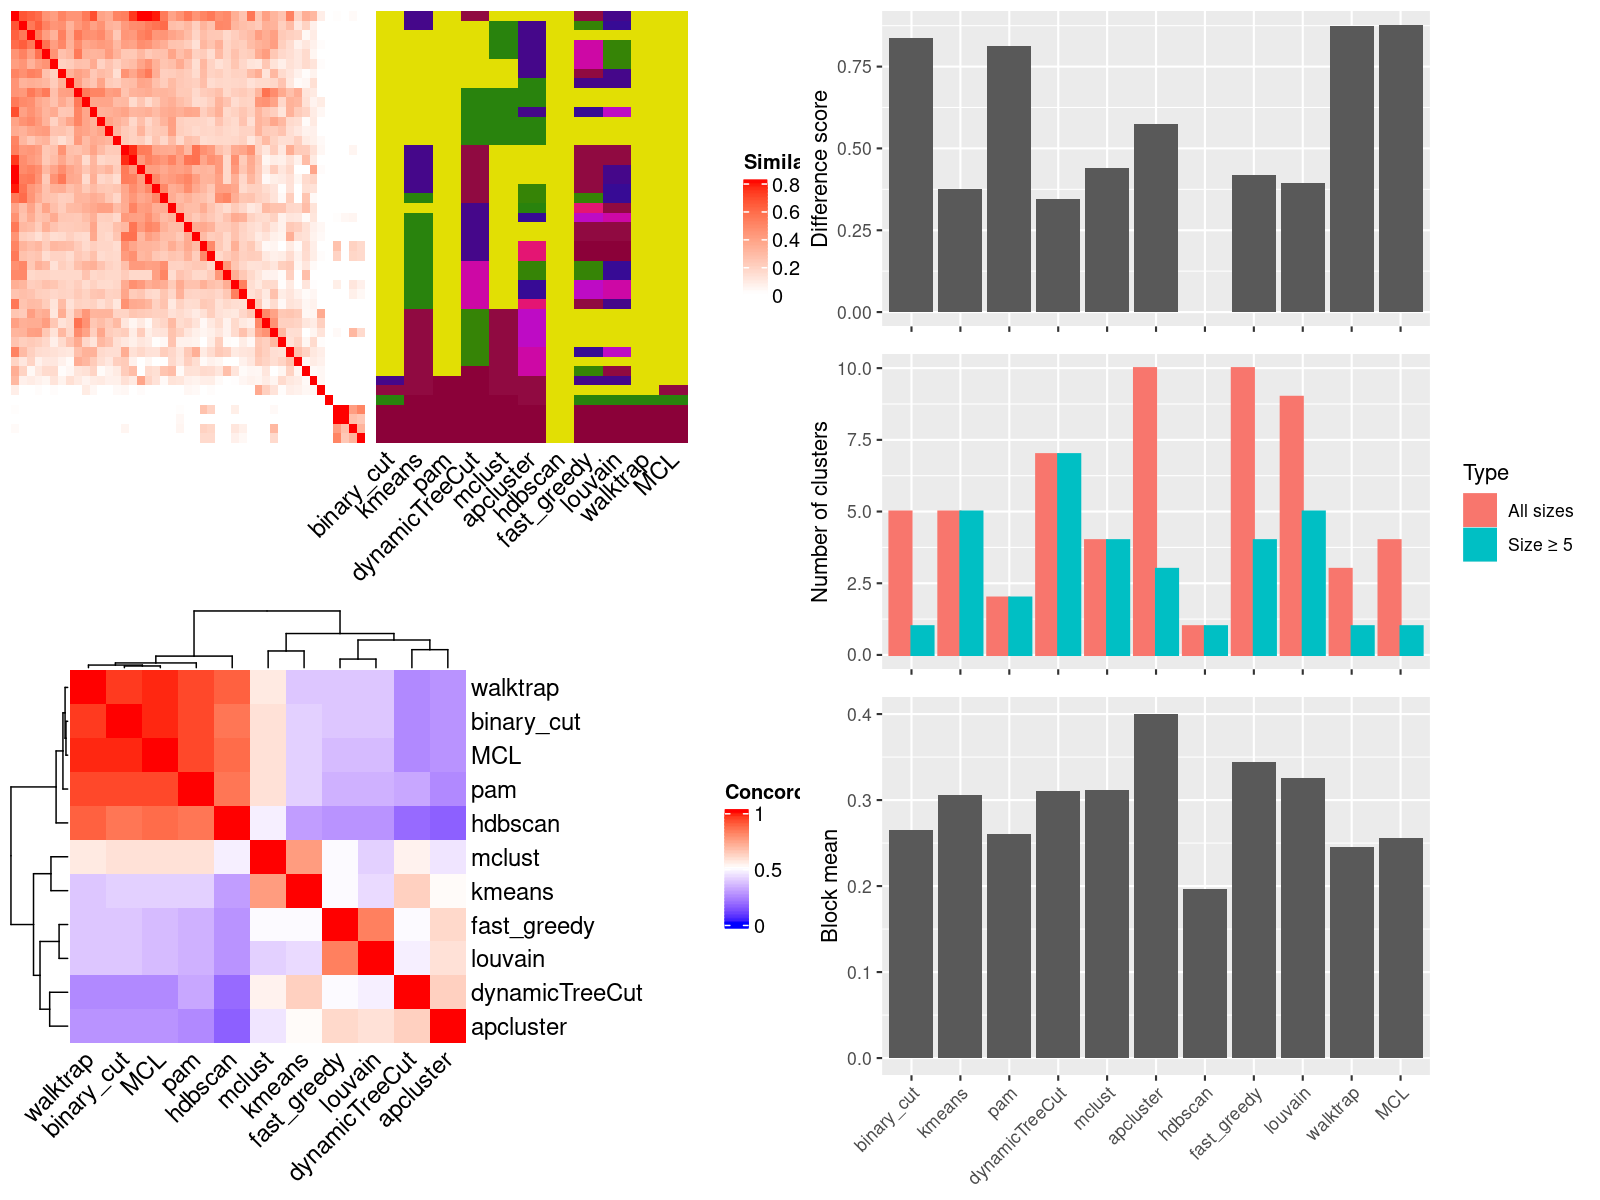 Simila
0.8
0.6
0.4
0.2
0
binary_cut
kmeans
pam
dynamicTreeCut
mclust
apcluster
hdbscan
fast_greedy
louvain
walktrap
MCL
Difference score
0.75
0.50
0.25
0.00
Number of clusters
10.0
7.5
5.0
2.5
0.0
Type
All sizes
Size ≥ 5
walktrap
binary_cut
MCL
pam
hdbscan
mclust
kmeans
fast_greedy
louvain
dynamicTreeCut
apcluster
walktrap
binary_cut
MCL
pam
hdbscan
mclust
kmeans
fast_greedy
louvain
dynamicTreeCut
apcluster
Concord
1
0.5
0
Block mean
0.4
0.3
0.2
0.1
0.0
binary_cut
kmeans
pam
dynamicTreeCut
mclust
apcluster
hdbscan
fast_greedy
louvain
walktrap
MCL